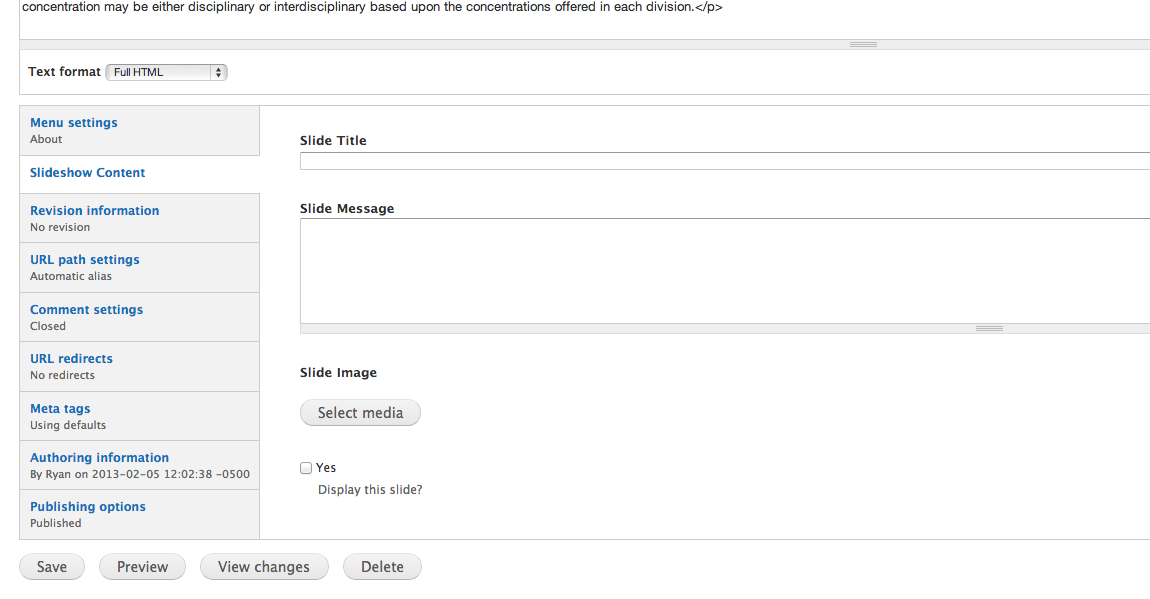 concentration may be either disciplinary or interdisciplinary based upon the concentrations offered in each division.</p>
Text format Full HTML
Menu settings
About
Slideshow Content
Revision information
No revision
URL path settings
Automatic alias
Comment settings
Closed
URL redirects
No redirects
Meta tags
Using defaults
Authoring information
By Ryan on 2013-02-05 12:02:38 -0500
Publishing options
Published
Slide Title
Slide Message
Slide Image
Select media
Yes
Display this slide?
Save Preview View changes Delete